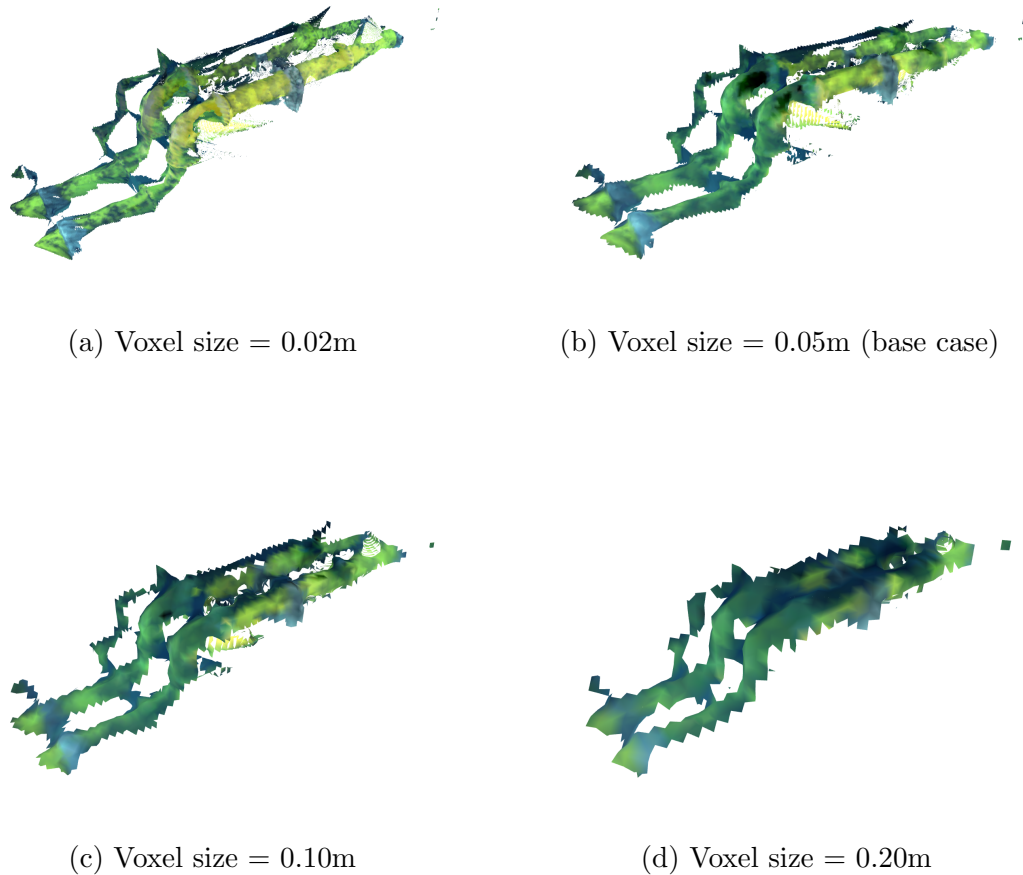 (a) Voxel size = 0.02m
(b) Voxel size = 0.05m (base case)
(c) Voxel size = 0.10m
(d) Voxel size = 0.20m